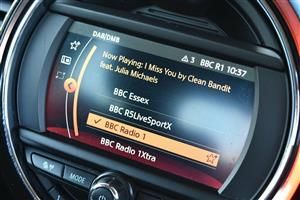 DAB/DMB
3 BBC R1 10:37
Now Playing: I Miss You by Clean Bandit
feat. Julia Michaels
BBC Essex
BBC R5LiveSportX
BBC Radio 1
BBC Radio 1Xtra
MODE